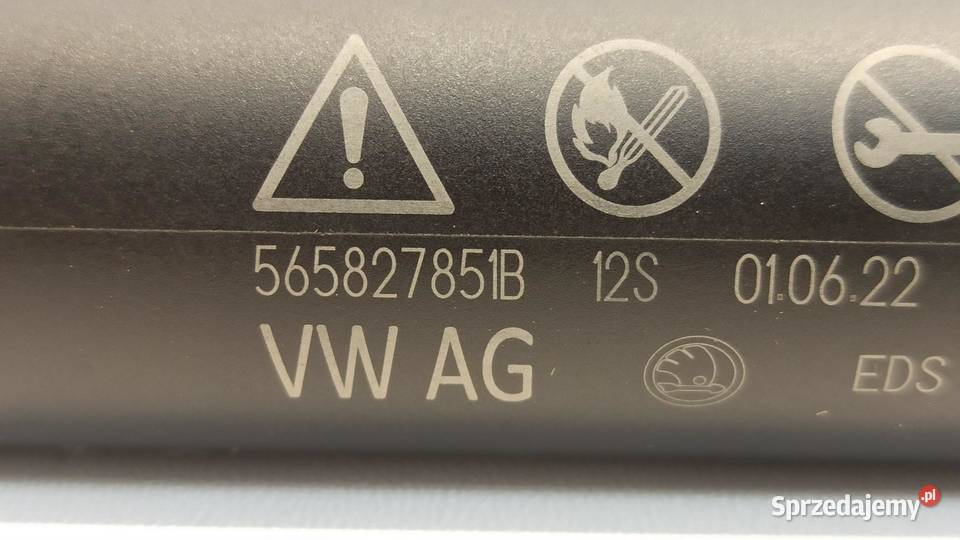 565827851B 12S 01.06.22
VW AG EDS
Sprzedajemy.pl